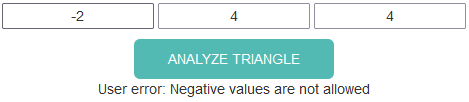 -2 4 4
ANALYZE TRIANGLE
User error: Negative values are not allowed